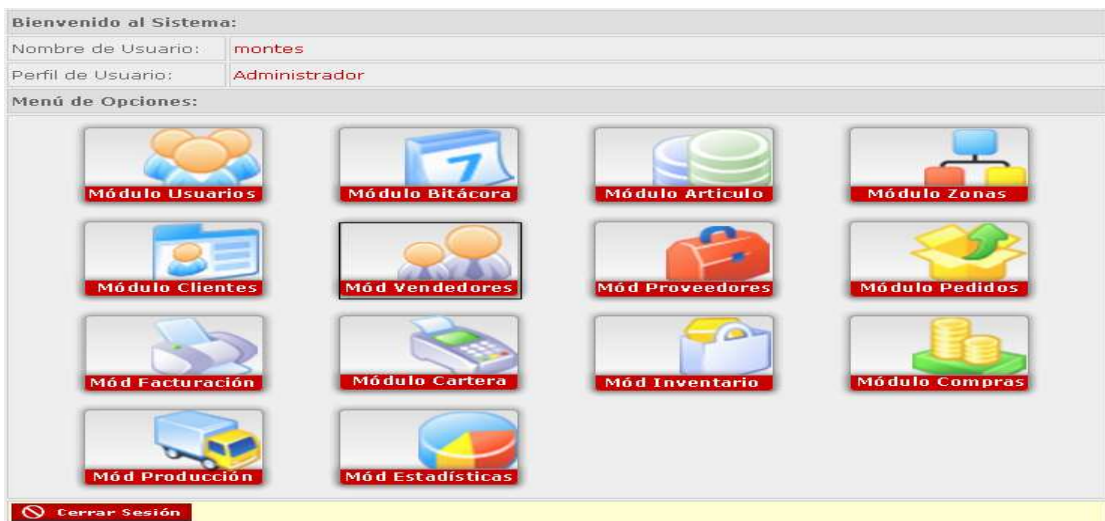 Bienvenido al Sistema:
Nombre de Usuario: montes
Perfil de Usuario: Administrador
Menú de Opciones:
7
Módulo Usuarios Módulo Bitácora Módulo Articulo Módulo Zonas
Módulo Clientes Mód Vendedores Mód Proveedores Módulo Pedidos
Mód Facturación Módulo Cartera Mód Inventario Módulo Compras
Mód Producción Mód Estadísticas
Cerrar Sesión